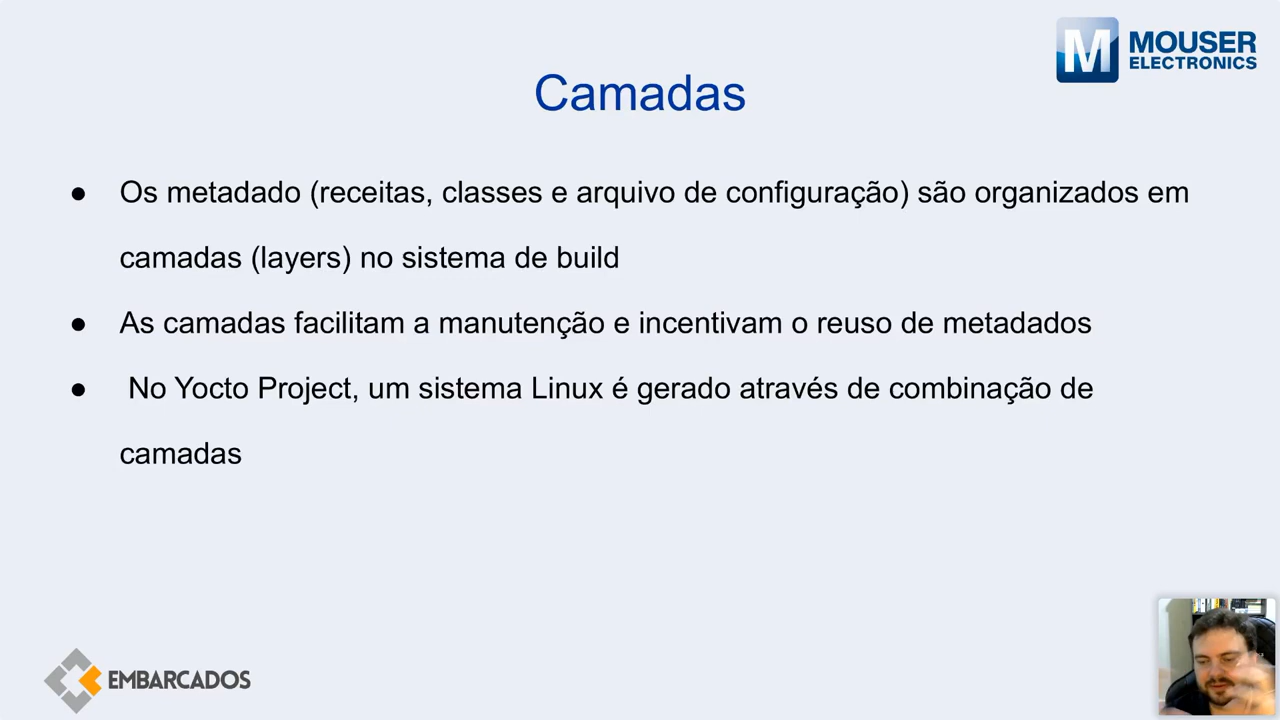 M MOUSER
ELECTRONICS
Camadas
● Os metadado (receitas, classes e arquivo de configuração) são organizados em
camadas (layers) no sistema de build
● As camadas facilitam a manutenção e incentivam o reuso de metadados
● No Yocto Project, um sistema Linux é gerado através de combinação de
camadas
EMBARCADOS